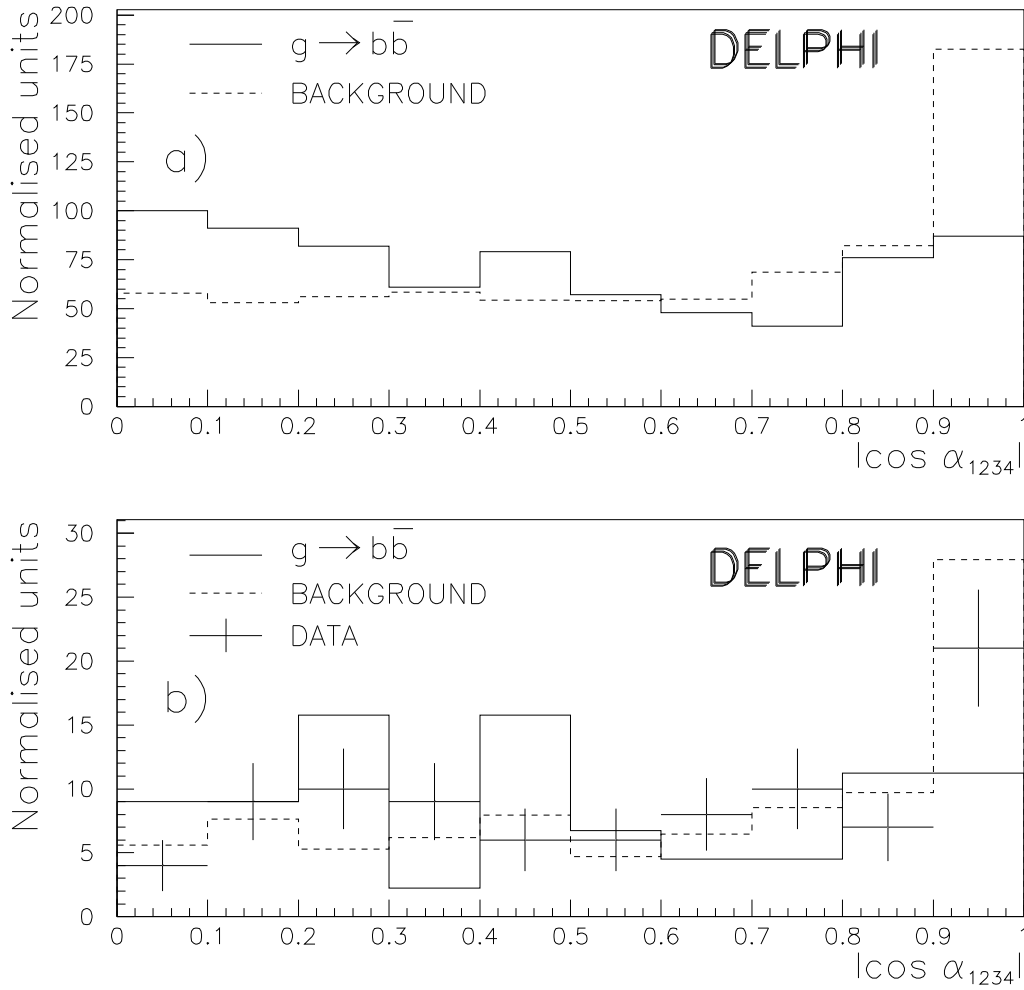 Normalised units
200
175
150
125
100
75
50
25
0
g → bb̅
BACKGROUND
DELPHI
a)
0 0.1 0.2 0.3 0.4 0.5 0.6 0.7 0.8 0.9 1
|cos α1234|
Normalised units
30
25
20
15
10
5
0
g → bb̅
BACKGROUND
DATA
DELPHI
b)
0 0.1 0.2 0.3 0.4 0.5 0.6 0.7 0.8 0.9 1
|cos α1234|